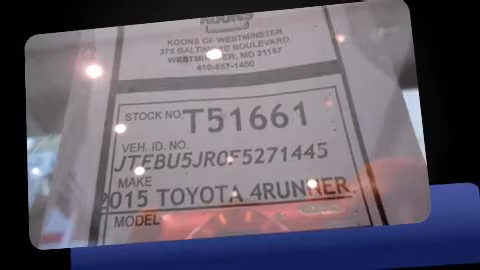 KOONS
KOONS OF WESTMINSTER
375 BALTIMORE BOULEVARD
WESTMINSTER, MD 21157
410-857-1400
STOCK NO. T51661
VEH. ID. NO.
JTEBU5JR0F5271445
MAKE
2015 TOYOTA 4RUNNER
MODEL